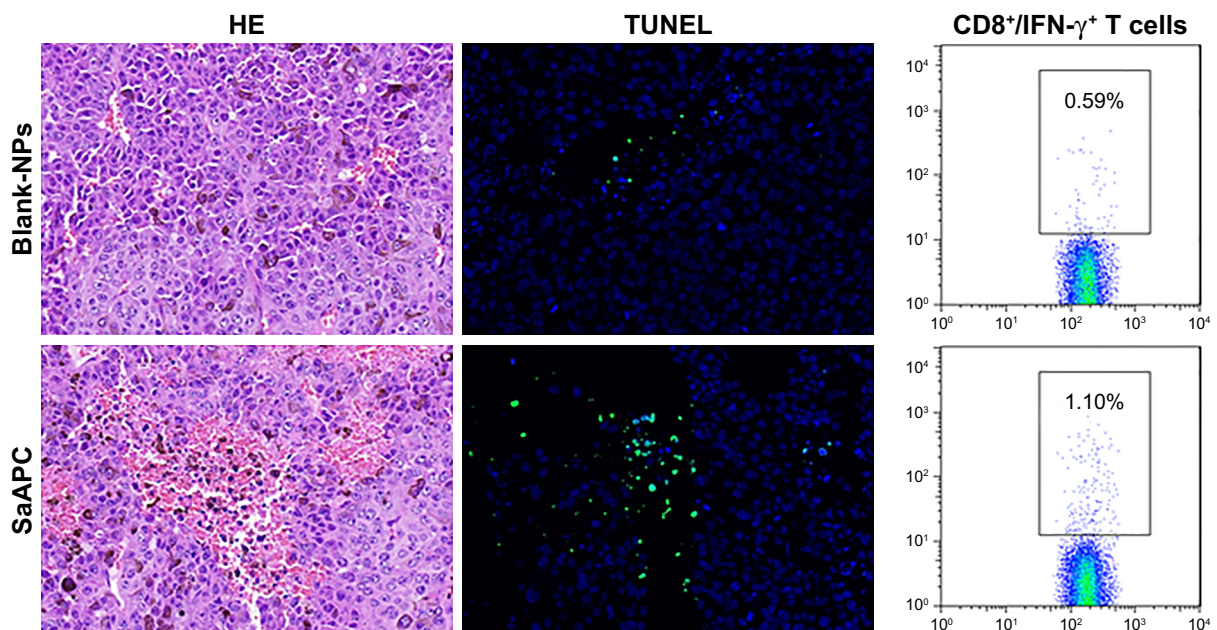 HE
TUNEL
CD8⁺/IFN-γ⁺ T cells
Blank-NPs
10⁴
10³
10²
10¹
10⁰
0.59%
10⁰ 10¹ 10² 10³ 10⁴
SaAPC
10⁴
10³
10²
10¹
10⁰
1.10%
10⁰ 10¹ 10² 10³ 10⁴